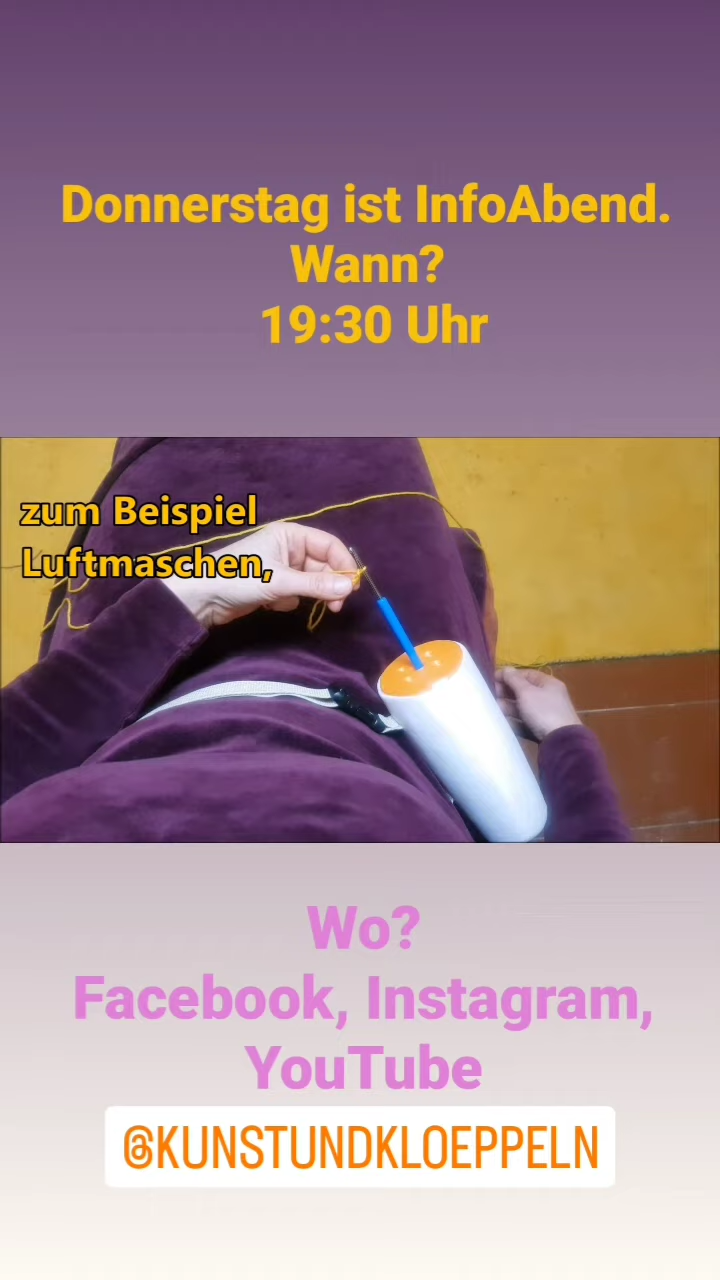 Donnerstag ist InfoAbend.
Wann?
19:30 Uhr
zum Beispiel
Luftmaschen,
Wo?
Facebook, Instagram,
YouTube
@KUNSTUNDKLOEPPELN